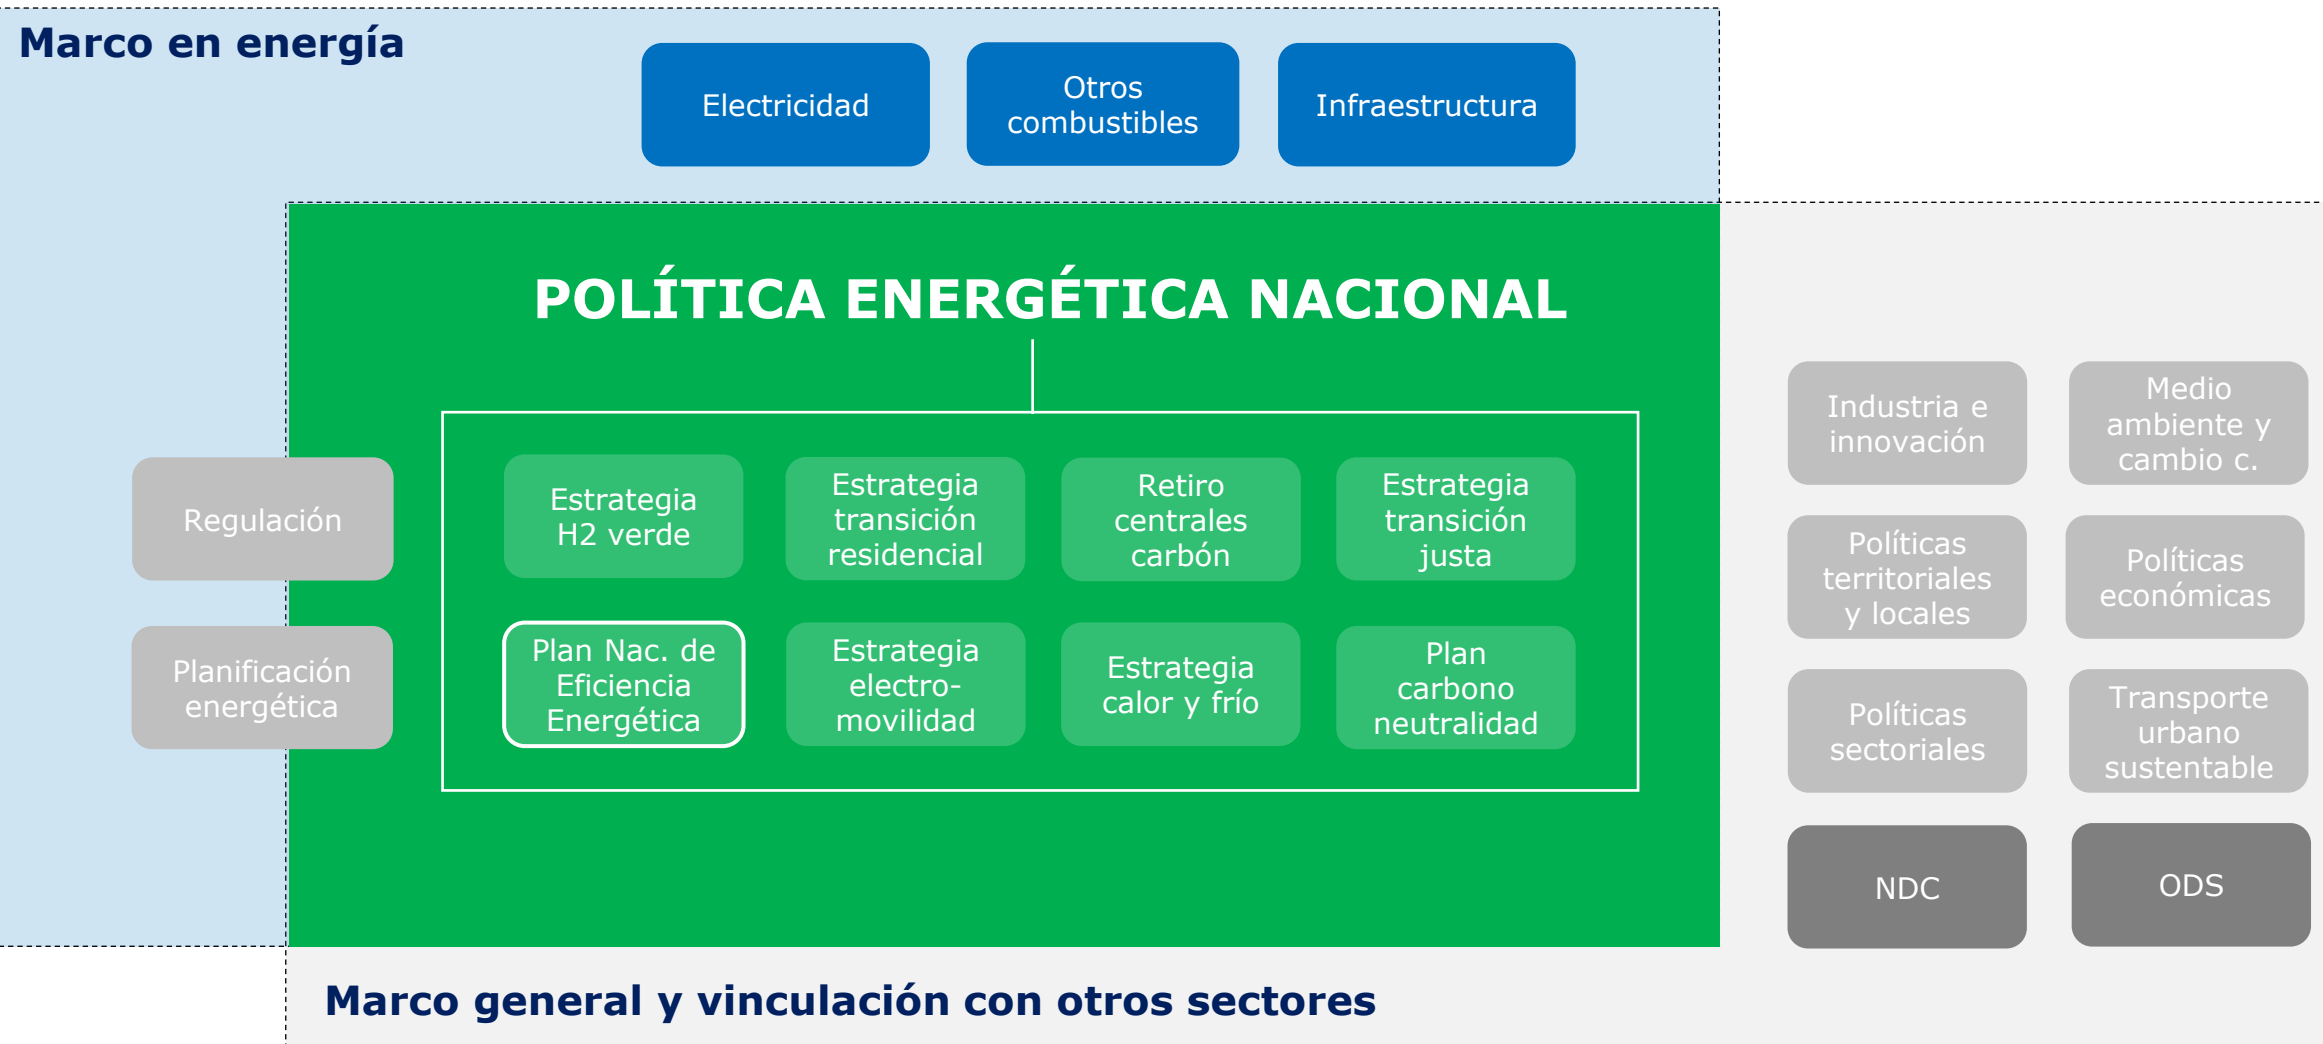 Marco en energía
Electricidad
Otros
combustibles
Infraestructura
POLÍTICA ENERGÉTICA NACIONAL
Regulación
Planificación
energética
Estrategia
H2 verde
Estrategia
transición
residencial
Retiro
centrales
carbón
Estrategia
transición
justa
Plan Nac. de
Eficiencia
Energética
Estrategia
electro-
movilidad
Estrategia
calor y frío
Plan
carbono
neutralidad
Industria e
innovación
Medio
ambiente y
cambio c.
Políticas
territoriales
y locales
Políticas
económicas
Políticas
sectoriales
Transporte
urbano
sustentable
NDC
ODS
Marco general y vinculación con otros sectores